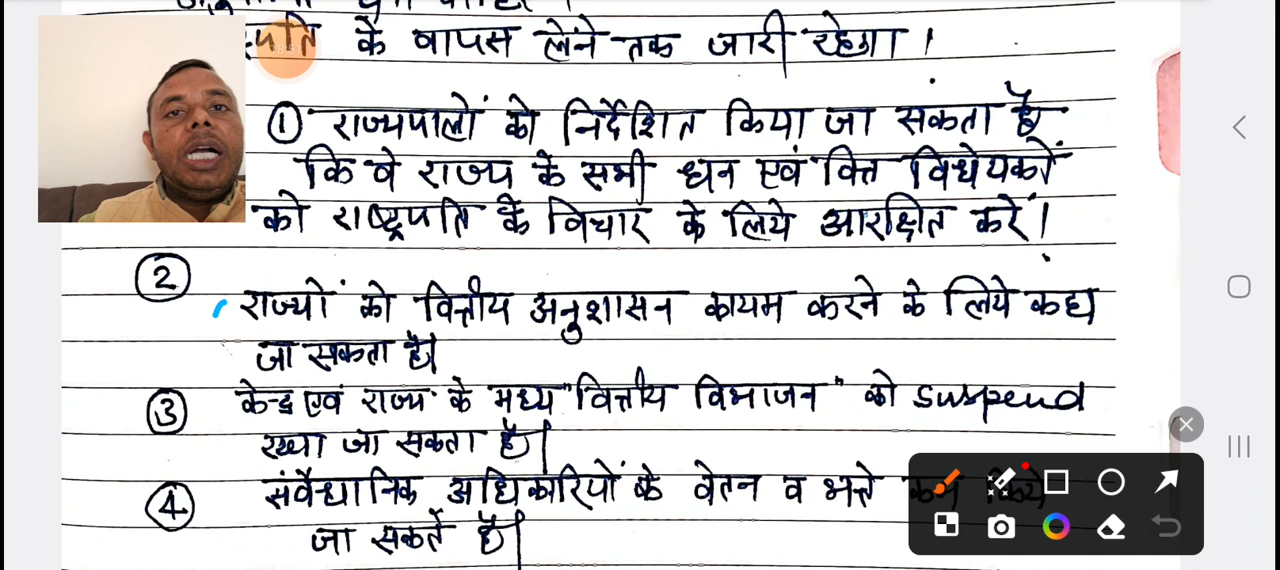 के वापस लेने तक जारी रहेगा।
① राज्यपालों को निर्देशित किया जा सकता है
कि वे राज्य के सभी धन एवं वित्त विधेयकों
को राष्ट्रपति के विचार के लिये आरक्षित करें।
②
राज्यों को वित्तीय अनुशासन कायम करने के लिये कहा
जा सकता है।
③ केन्द्र एवं राज्य के मध्य "वित्तीय विभाजन" को suspend
रखा जा सकता है।
④ संवैधानिक अधिकारियों के वेतन व भत्ते
जा सकते है।